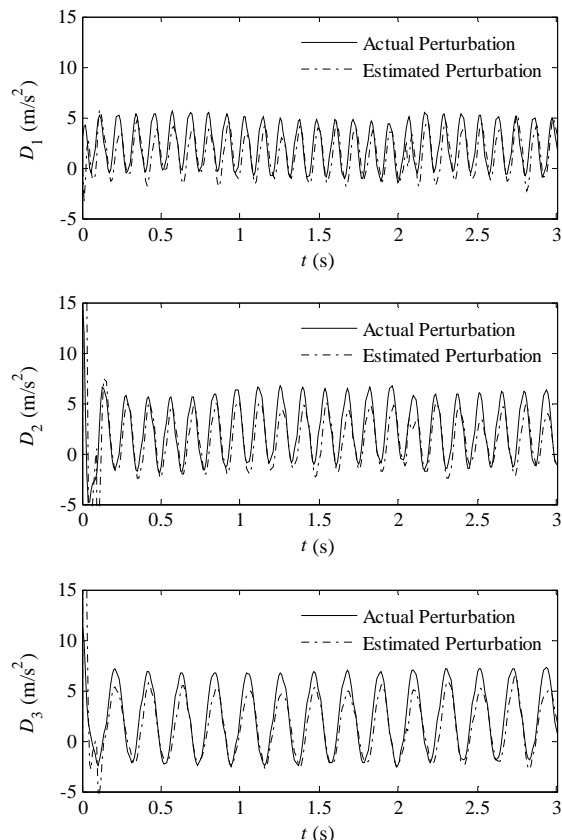 15
10
5
0
-5
D₁ (m/s²)
Actual Perturbation
Estimated Perturbation
0 0.5 1 1.5 2 2.5 3
t (s)
15
10
5
0
-5
D₂ (m/s²)
Actual Perturbation
Estimated Perturbation
0 0.5 1 1.5 2 2.5 3
t (s)
15
10
5
0
-5
D₃ (m/s²)
Actual Perturbation
Estimated Perturbation
0 0.5 1 1.5 2 2.5 3
t (s)